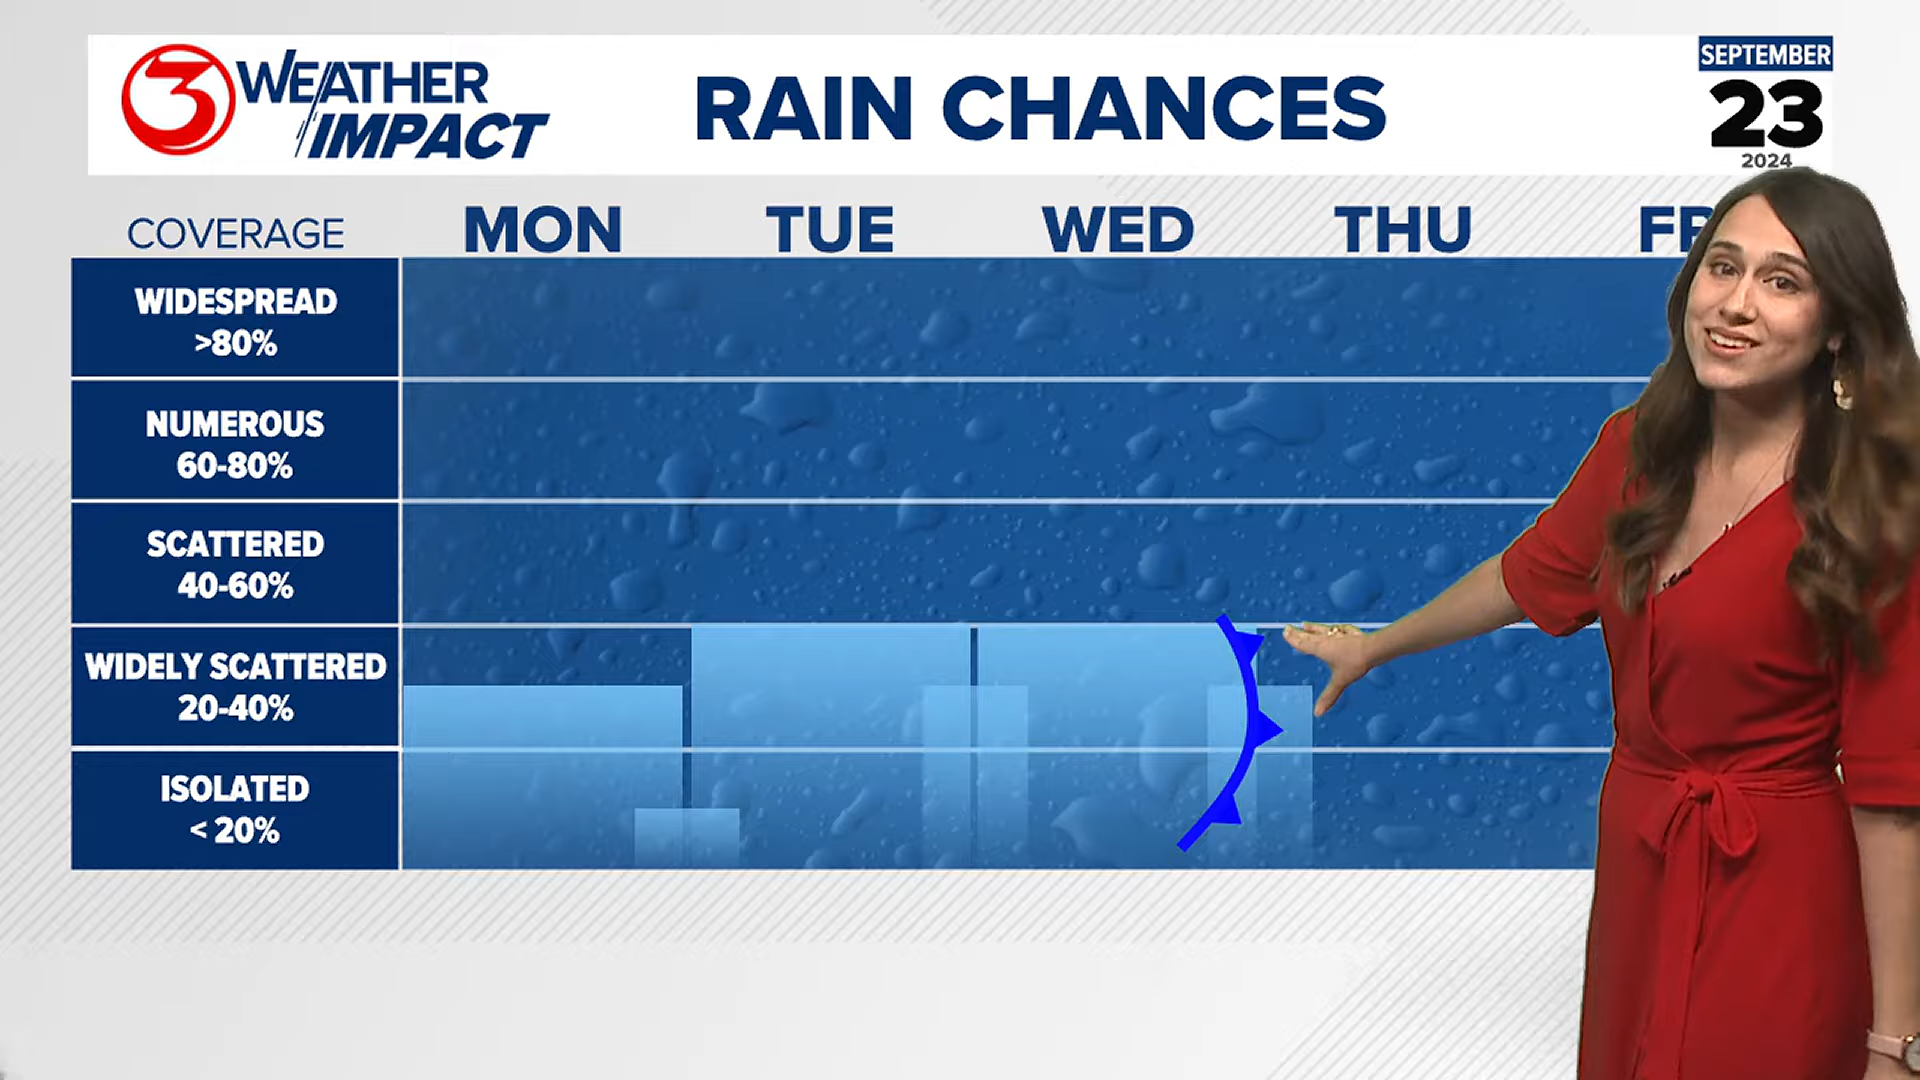 3 WEATHER
IMPACT
RAIN CHANCES
SEPTEMBER
23
2024
COVERAGE
MON
TUE
WED
THU
FR
WIDESPREAD
>80%
NUMEROUS
60-80%
SCATTERED
40-60%
WIDELY SCATTERED
20-40%
ISOLATED
< 20%